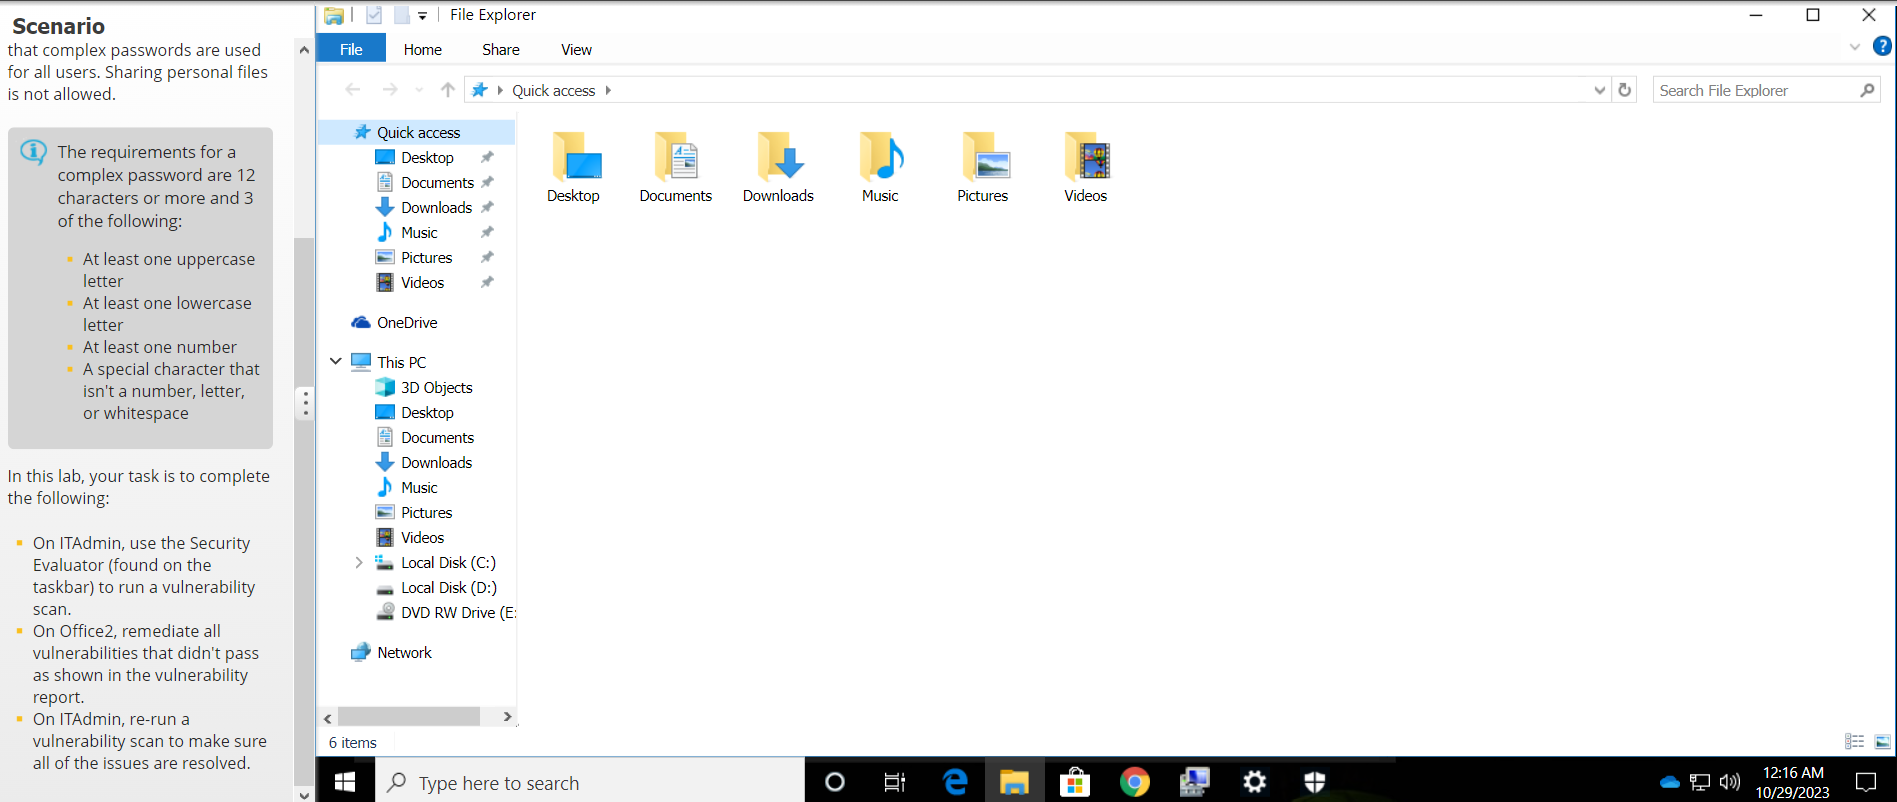 Scenario
that complex passwords are used
for all users. Sharing personal files
is not allowed.
The requirements for a
complex password are 12
characters or more and 3
of the following:
At least one uppercase
letter
At least one lowercase
letter
At least one number
A special character that
isn't a number, letter,
or whitespace
In this lab, your task is to complete
the following:
On ITAdmin, use the Security
Evaluator (found on the
taskbar) to run a vulnerability
scan.
On Office2, remediate all
vulnerabilities that didn't pass
as shown in the vulnerability
report.
On ITAdmin, re-run a
vulnerability scan to make sure
all of the issues are resolved.
File Explorer
File Home Share View
Quick access
Search File Explorer
Quick access
Desktop
Documents
Downloads
Music
Pictures
Videos
OneDrive
This PC
3D Objects
Desktop
Documents
Downloads
Music
Pictures
Videos
Local Disk (C:)
Local Disk (D:)
DVD RW Drive (E:
Network
Desktop Documents Downloads Music Pictures Videos
6 items
Type here to search
12:16 AM
10/29/2023